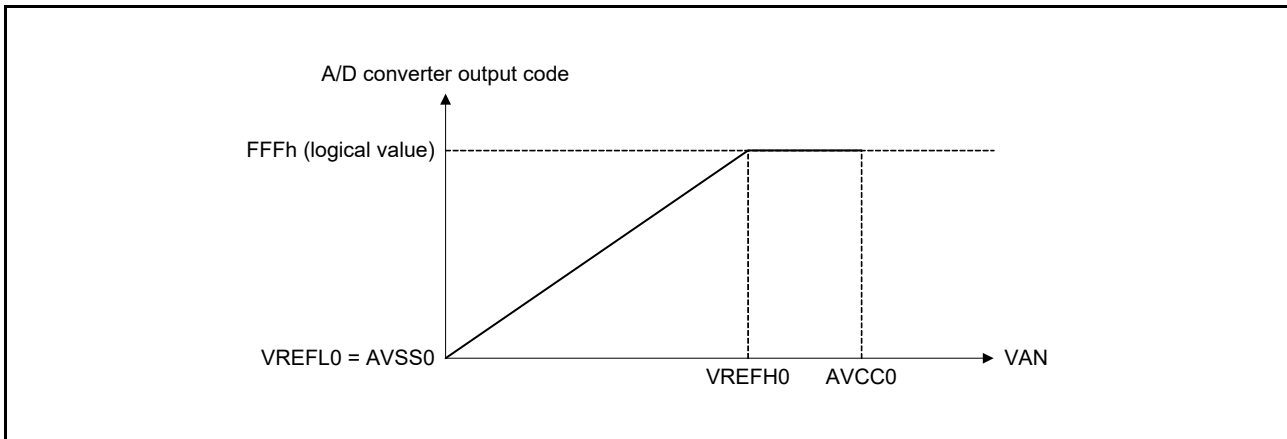 A/D converter output code
FFFh (logical value)
VREFL0 = AVSS0
VAN
VREFH0
AVCC0